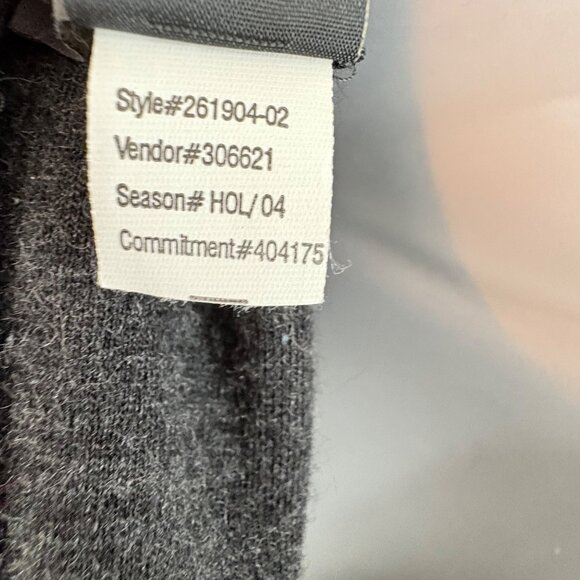 Style#261904-02
Vendor#306621
Season# HOL/ 04
Commitment#404175